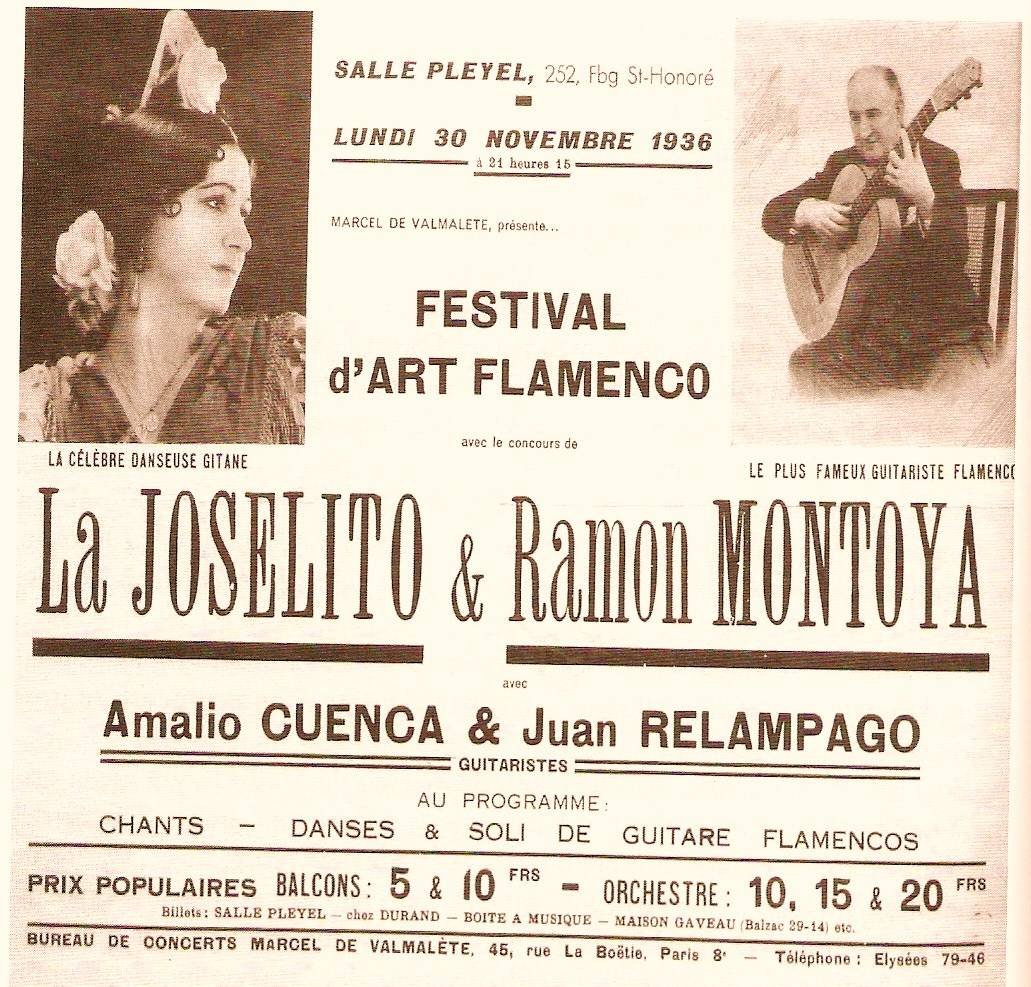 SALLE PLEYEL, 252, Fbg St-Honoré
LUNDI 30 NOVEMBRE 1936
à 21 heures 15
MARCEL DE VALMALETE, présente...
FESTIVAL
d'ART FLAMENCO
avec le concours de
LA CÉLÈBRE DANSEUSE GITANE
LE PLUS FAMEUX GUITARISTE FLAMENCO
La JOSELITO & Ramon MONTOYA
avec
Amalio CUENCA & Juan RELAMPAGO
GUITARISTES
AU PROGRAMME:
CHANTS - DANSES & SOLI DE GUITARE FLAMENCOS
PRIX POPULAIRES BALCONS: 5 & 10 FRS - ORCHESTRE: 10, 15 & 20 FRS
Billets: SALLE PLEYEL - chez DURAND - BOITE A MUSIQUE - MAISON GAVEAU (Balzac 29-14) etc.
BUREAU DE CONCERTS MARCEL DE VALMALÈTE, 45, rue La Boëtie, Paris 8e - Téléphone: Elysées 79-46